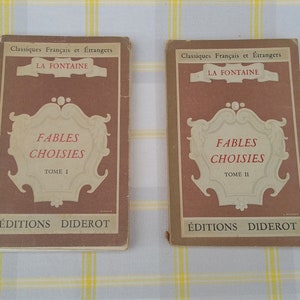 Classiques Français et Étrangers
LA FONTAINE
FABLES
CHOISIES
TOME I
ÉDITIONS DIDEROT
Classiques Français et Étrangers
LA FONTAINE
FABLES
CHOISIES
TOME II
ÉDITIONS DIDEROT